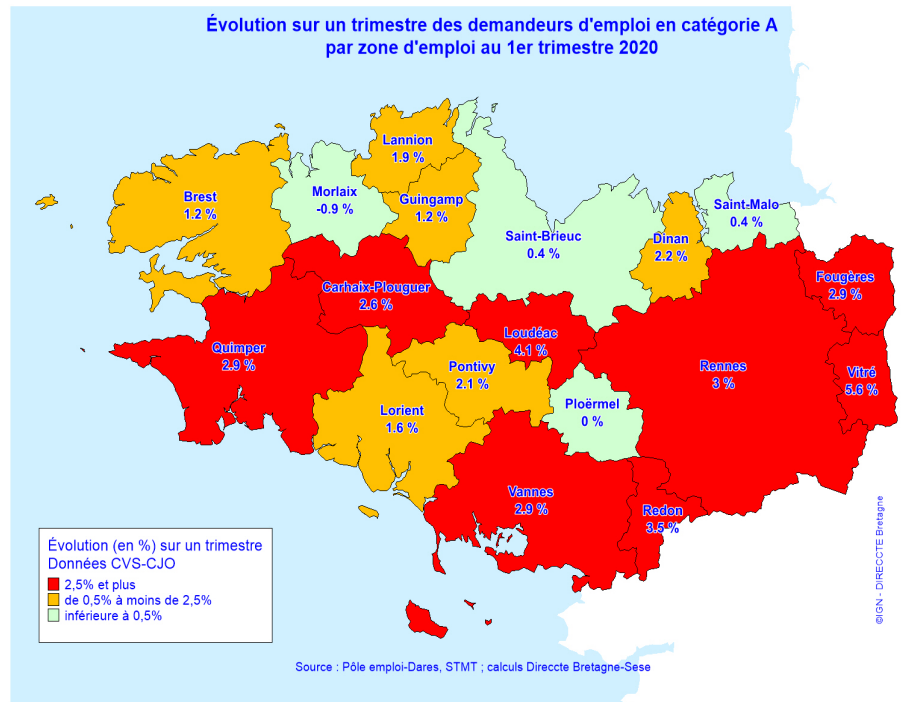 Évolution sur un trimestre des demandeurs d'emploi en catégorie A
par zone d'emploi au 1er trimestre 2020
Lannion
1.9 %
Brest
1.2 %
Morlaix
-0.9 %
Guingamp
1.2 %
Saint-Brieuc
0.4 %
Dinan
2.2 %
Saint-Malo
0.4 %
Fougères
2.9 %
Carhaix-Plouguer
2.6 %
Loudéac
4.1 %
Quimper
2.9 %
Pontivy
2.1 %
Rennes
3 %
Vitré
5.6 %
Lorient
1.6 %
Ploërmel
0 %
Vannes
2.9 %
Redon
3.5 %
Évolution (en %) sur un trimestre
Données CVS-CJO
2,5% et plus
de 0,5% à moins de 2,5%
inférieure à 0,5%
©IGN - DIRECCTE Bretagne
Source : Pôle emploi-Dares, STMT ; calculs Direccte Bretagne-Sese